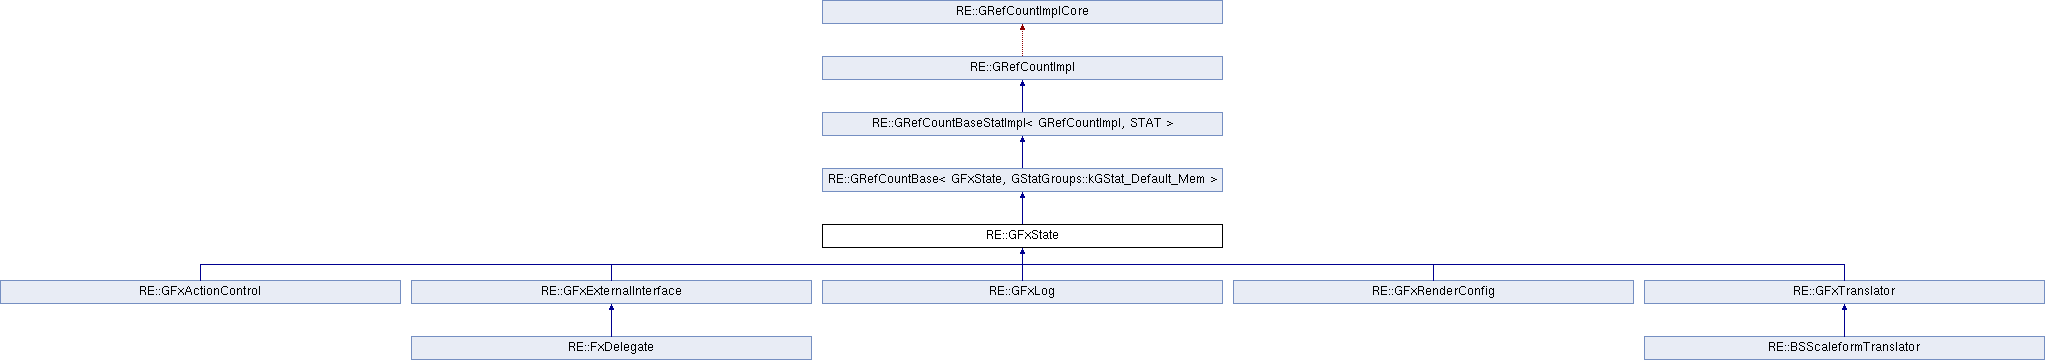 RE::GRefCountImplCore
RE::GRefCountImpl
RE::GRefCountBaseStatImpl< GRefCountImpl, STAT >
RE::GRefCountBase< GFxState, GStatGroups::kGStat_Default_Mem >
RE::GFxState
RE::GFxActionControl
RE::GFxExternalInterface
RE::GFxLog
RE::GFxRenderConfig
RE::GFxTranslator
RE::FxDelegate
RE::BSScaleformTranslator